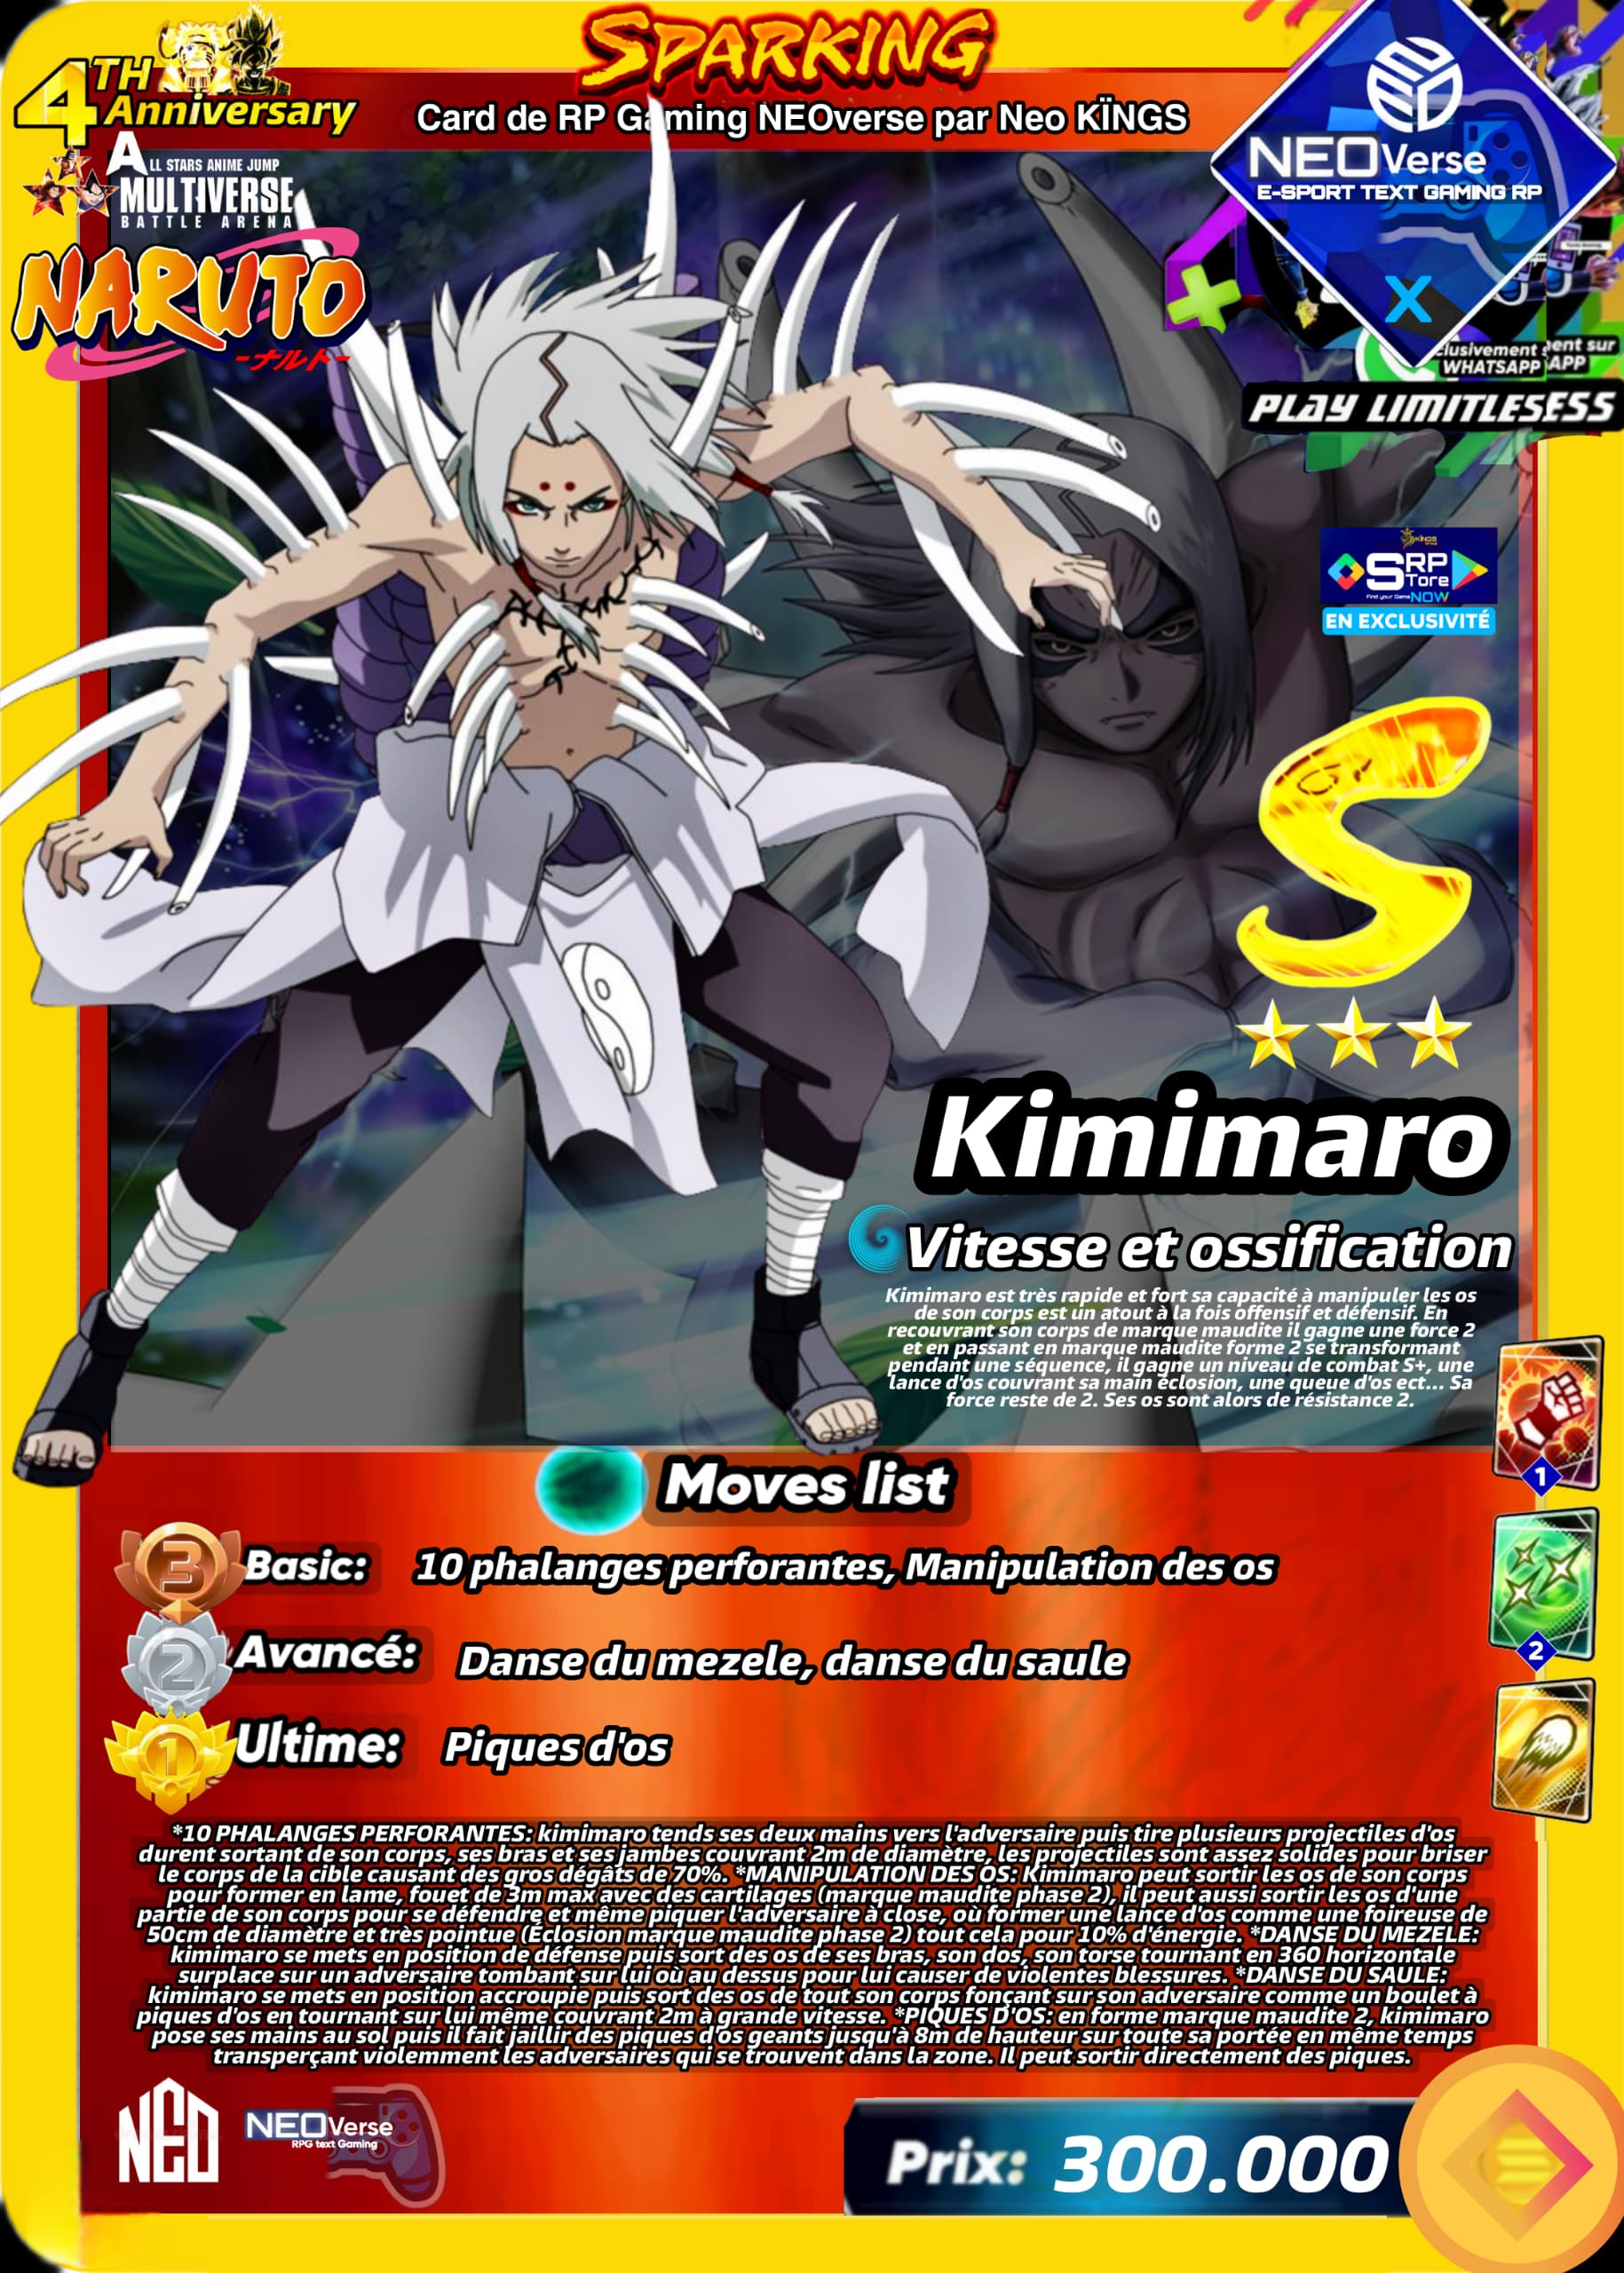 4TH
Anniversary
SPARKING
Card de RP Gaming NEOverse par Neo KÏNGS
ALL STARS ANIME JUMP
MULTIVERSE
BATTLE ARENA
NARUTO
-ナルト-
NEOVerse
E-SPORT TEXT GAMING RP
X
WHATSAPP
PLAY LIMITLESS
KiNGS
SRP
Tore
Find your Game NOW
EN EXCLUSIVITÉ
S
Kimimaro
Vitesse et ossification
Kimimaro est très rapide et fort sa capacité à manipuler les os
de son corps est un atout à la fois offensif et défensif. En
recouvrant son corps de marque maudite il gagne une force 2
et en passant en marque maudite forme 2 se transformant
pendant une séquence, il gagne un niveau de combat S+, une
lance d'os couvrant sa main éclosion, une queue d'os ect... Sa
force reste de 2. Ses os sont alors de résistance 2.
1
2
Moves list
3 Basic: 10 phalanges perforantes, Manipulation des os
2 Avancé: Danse du mezele, danse du saule
1 Ultime: Piques d'os
*10 PHALANGES PERFORANTES: kimimaro tends ses deux mains vers l'adversaire puis tire plusieurs projectiles d'os
durent sortant de son corps, ses bras et ses jambes couvrant 2m de diamètre, les projectiles sont assez solides pour briser
le corps de la cible causant des gros dégâts de 70%. *MANIPULATION DES OS: Kimimaro peut sortir les os de son corps
pour former en lame, fouet de 3m max avec des cartilages (marque maudite phase 2), il peut aussi sortir les os d'une
partie de son corps pour se défendre et même piquer l'adversaire à close, où former une lance d'os comme une foireuse de
50cm de diamètre et très pointue (Éclosion marque maudite phase 2) tout cela pour 10% d'énergie. *DANSE DU MEZELE:
kimimaro se mets en position de défense puis sort des os de ses bras, son dos, son torse tournant en 360 horizontale
surplace sur un adversaire tombant sur lui où au dessus pour lui causer de violentes blessures. *DANSE DU SAULE:
kimimaro se mets en position accroupie puis sort des os de tout son corps fonçant sur son adversaire comme un boulet à
piques d'os en tournant sur lui même couvrant 2m à grande vitesse. *PIQUES D'OS: en forme marque maudite 2, kimimaro
pose ses mains au sol puis il fait jaillir des piques d'os geants jusqu'à 8m de hauteur sur toute sa portée en même temps
transperçant violemment les adversaires qui se trouvent dans la zone. Il peut sortir directement des piques.
NEO
NEOVerse
RPG text Gaming
Prix: 300.000